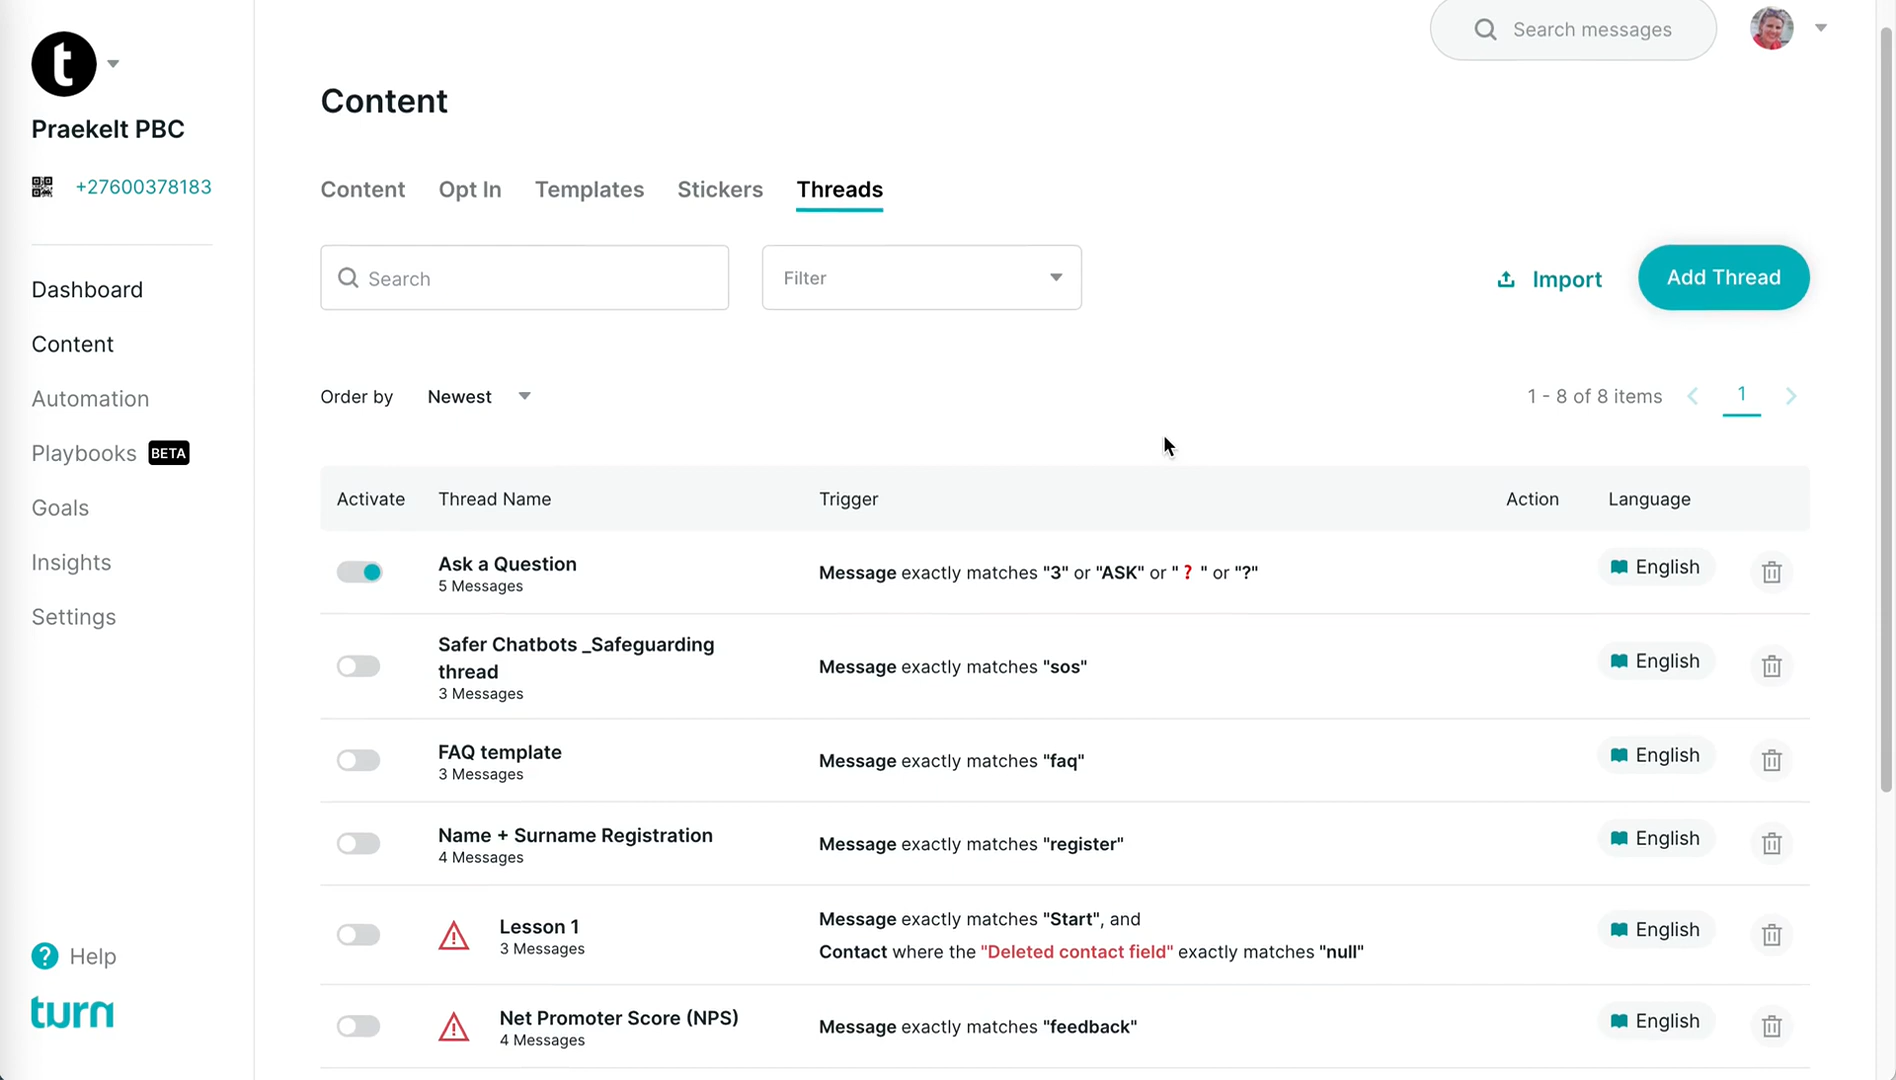 t
Praekelt PBC
+27600378183
Dashboard
Content
Automation
Playbooks BETA
Goals
Insights
Settings
? Help
turn
Search messages
Content
Content Opt In Templates Stickers Threads
Search
Filter
Import
Add Thread
Order by Newest
1 - 8 of 8 items
1
Activate Thread Name Trigger Action Language
Ask a Question
5 Messages
Message exactly matches "3" or "ASK" or "❓" or "?"
English
Safer Chatbots _Safeguarding
thread
3 Messages
Message exactly matches "sos"
English
FAQ template
3 Messages
Message exactly matches "faq"
English
Name + Surname Registration
4 Messages
Message exactly matches "register"
English
Lesson 1
3 Messages
Message exactly matches "Start", and
Contact where the "Deleted contact field" exactly matches "null"
English
Net Promoter Score (NPS)
4 Messages
Message exactly matches "feedback"
English